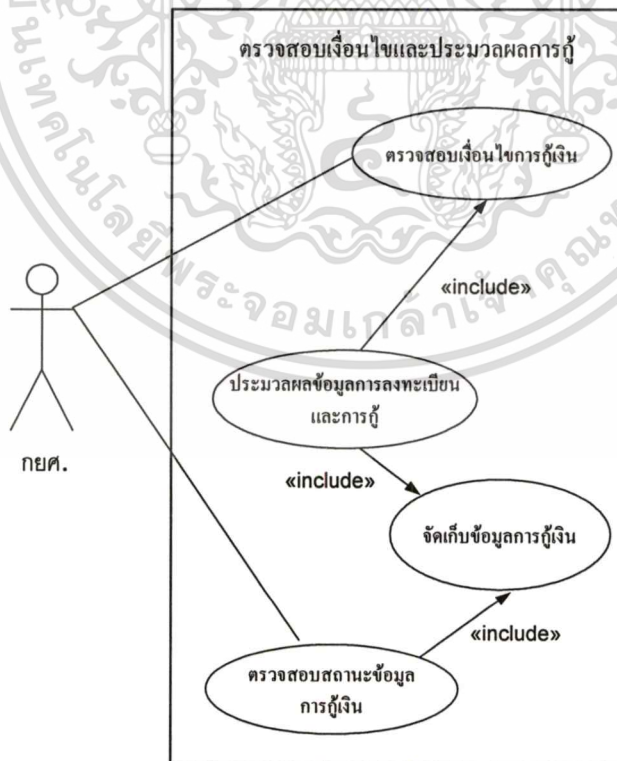 ตรวจสอบเงื่อนไขและประมวลผลการกู้
ตรวจสอบเงื่อนไขการกู้เงิน
«include»
ประมวลผลข้อมูลการลงทะเบียน
และการกู้
กยศ.
«include»
จัดเก็บข้อมูลการกู้เงิน
«include»
ตรวจสอบสถานะข้อมูล
การกู้เงิน